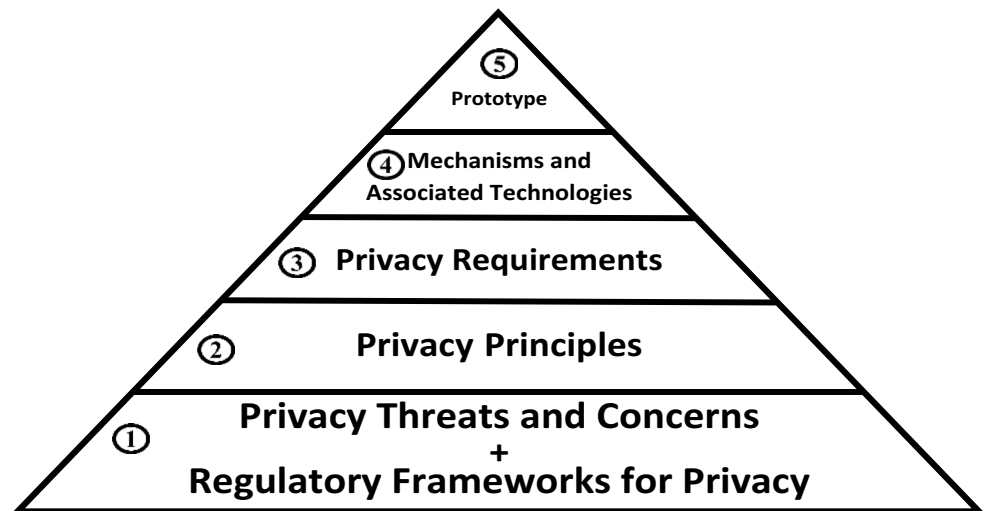 5
Prototype
4 Mechanisms and
Associated Technologies
3 Privacy Requirements
2 Privacy Principles
Privacy Threats and Concerns
1
+
Regulatory Frameworks for Privacy